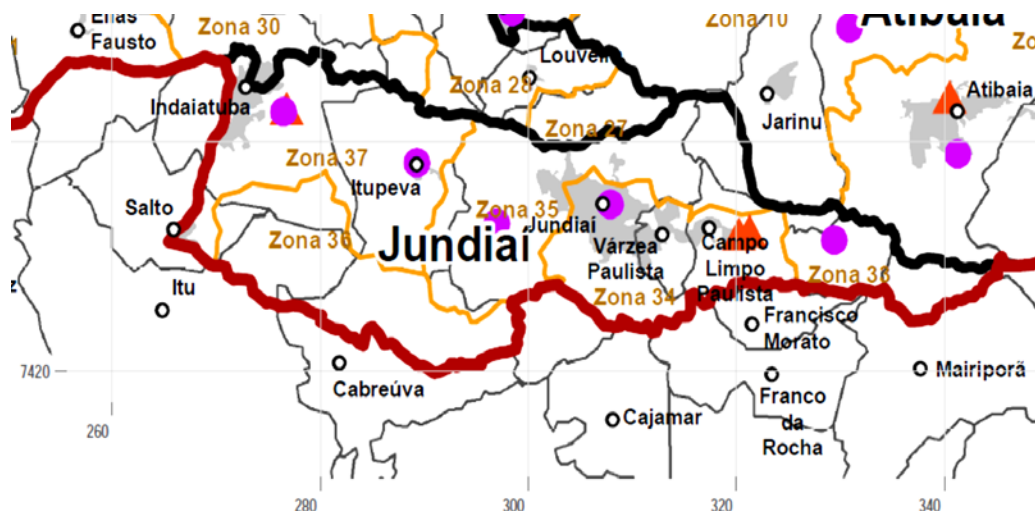 Elias
Fausto
Zona 30
Zona 10
Atibaia
Louveira
Zona 28
Atibaia
Indaiatuba
Jarinu
Zona 27
Zona 37
Itupeva
Salto
Zona 35
Jundiaí
Zona 36
Jundiaí
Várzea
Paulista
Campo
Limpo
Paulista
Zona 38
Itu
Zona 34
Francisco
Morato
7420
Cabreúva
Mairiporã
Franco
da
Rocha
Cajamar
260
280
300
320
340